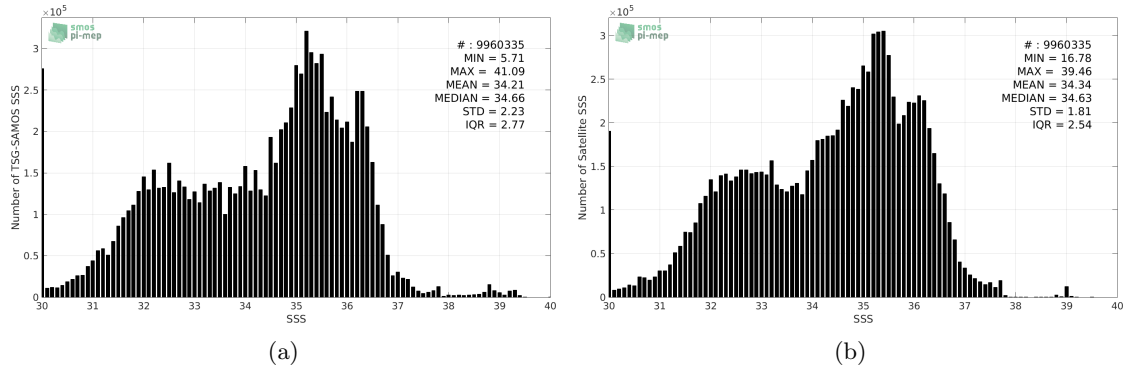 ×10⁵
smos
pi-mep
# : 9960335
MIN = 5.71
MAX = 41.09
MEAN = 34.21
MEDIAN = 34.66
STD = 2.23
IQR = 2.77
Number of TSG-SAMOS SSS
3
2.5
2
1.5
1
0.5
0
30 31 32 33 34 35 36 37 38 39 40
SSS
(a)
×10⁵
smos
pi-mep
# : 9960335
MIN = 16.78
MAX = 39.46
MEAN = 34.34
MEDIAN = 34.63
STD = 1.81
IQR = 2.54
Number of Satellite SSS
3
2.5
2
1.5
1
0.5
0
30 31 32 33 34 35 36 37 38 39 40
SSS
(b)